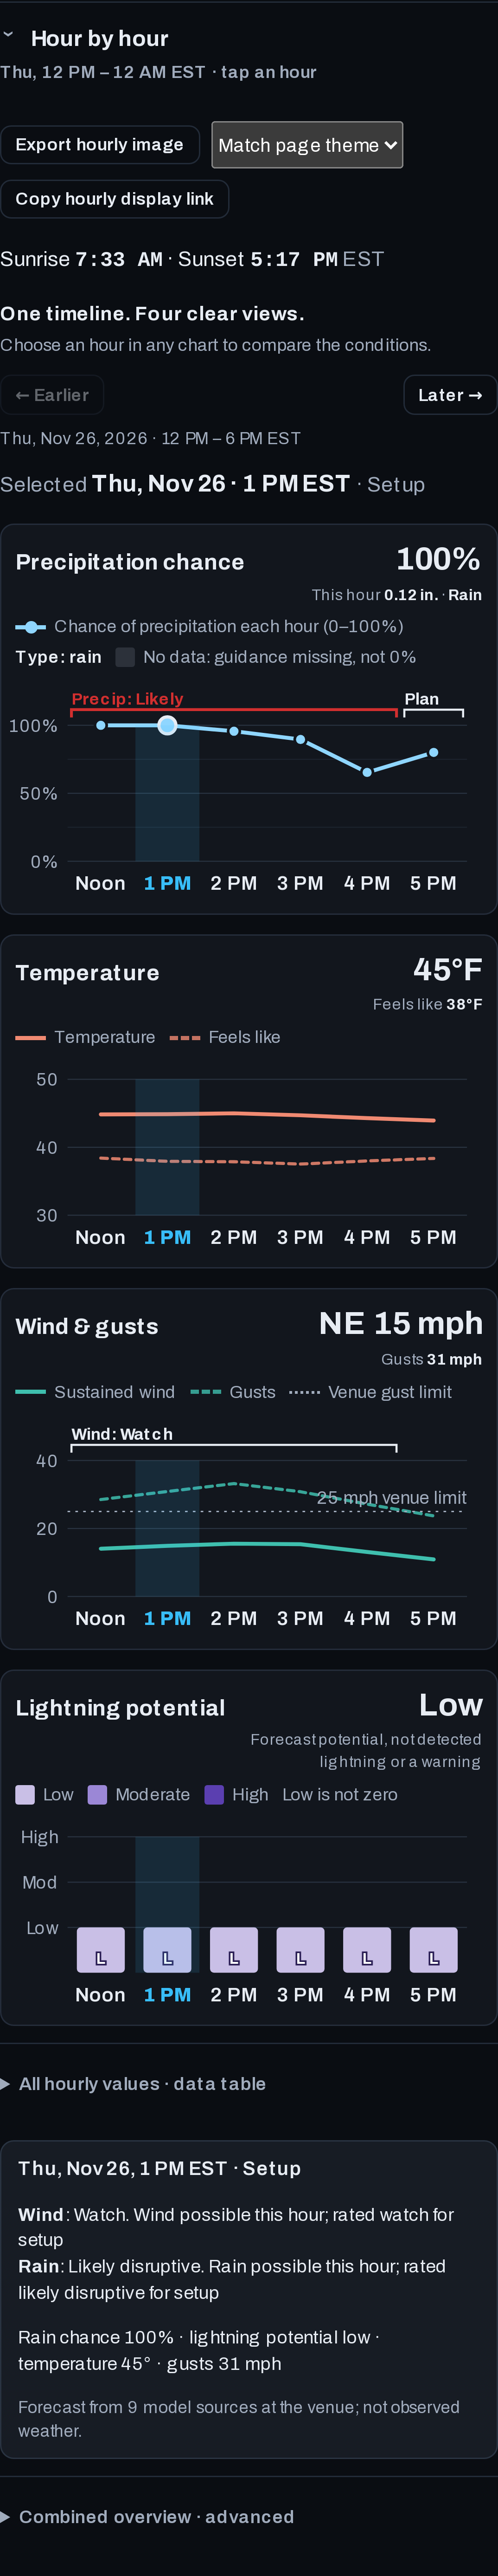 Hour by hour
Thu, 12 PM – 12 AM EST · tap an hour
Export hourly image
Match page theme
Copy hourly display link
Sunrise 7:33 AM · Sunset 5:17 PM EST
One timeline. Four clear views.
Choose an hour in any chart to compare the conditions.
← Earlier
Later →
Thu, Nov 26, 2026 · 12 PM – 6 PM EST
Selected Thu, Nov 26 · 1 PM EST · Setup
Precipitation chance
100%
This hour 0.12 in. · Rain
Chance of precipitation each hour (0–100%)
Type: rain No data: guidance missing, not 0%
Precip: Likely
Plan
100%
50%
0%
Noon 1 PM 2 PM 3 PM 4 PM 5 PM
Temperature
45°F
Feels like 38°F
Temperature Feels like
50
40
30
Noon 1 PM 2 PM 3 PM 4 PM 5 PM
Wind & gusts
NE 15 mph
Gusts 31 mph
Sustained wind Gusts Venue gust limit
Wind: Watch
40
25 mph venue limit
20
0
Noon 1 PM 2 PM 3 PM 4 PM 5 PM
Lightning potential
Low
Forecast potential, not detected
lightning or a warning
Low Moderate High Low is not zero
High
Mod
Low
L L L L L L
Noon 1 PM 2 PM 3 PM 4 PM 5 PM
All hourly values · data table
Thu, Nov 26, 1 PM EST · Setup
Wind: Watch. Wind possible this hour; rated watch for
setup
Rain: Likely disruptive. Rain possible this hour; rated
likely disruptive for setup
Rain chance 100% · lightning potential low ·
temperature 45° · gusts 31 mph
Forecast from 9 model sources at the venue; not observed
weather.
Combined overview · advanced